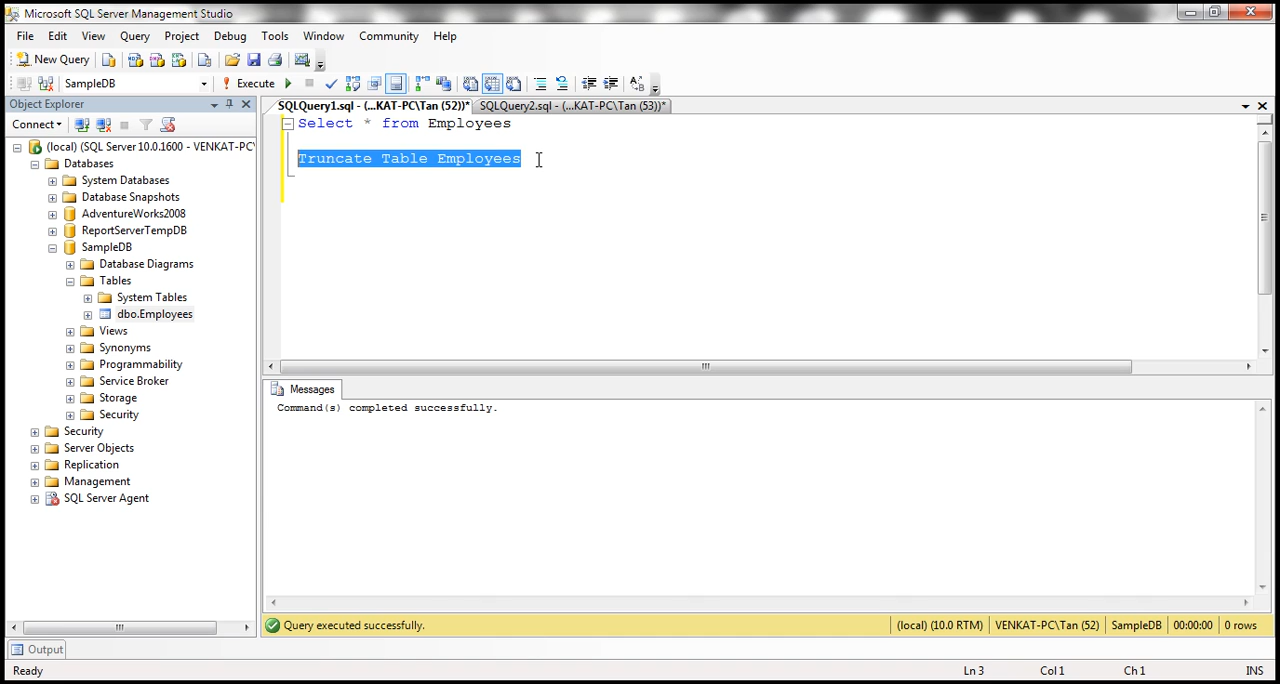 Microsoft SQL Server Management Studio
File Edit View Query Project Debug Tools Window Community Help
New Query
SampleDB Execute
Object Explorer
SQLQuery1.sql - (...KAT-PC\Tan (52))* SQLQuery2.sql - (...KAT-PC\Tan (53))*
Connect
Select * from Employees
Truncate Table Employees
(local) (SQL Server 10.0.1600 - VENKAT-PC\
Databases
System Databases
Database Snapshots
AdventureWorks2008
ReportServerTempDB
SampleDB
Database Diagrams
Tables
System Tables
dbo.Employees
Views
Synonyms
Programmability
Service Broker
Storage
Security
Security
Server Objects
Replication
Management
SQL Server Agent
Messages
Command(s) completed successfully.
Query executed successfully. (local) (10.0 RTM) VENKAT-PC\Tan (52) SampleDB 00:00:00 0 rows
Output
Ready Ln 3 Col 1 Ch 1 INS